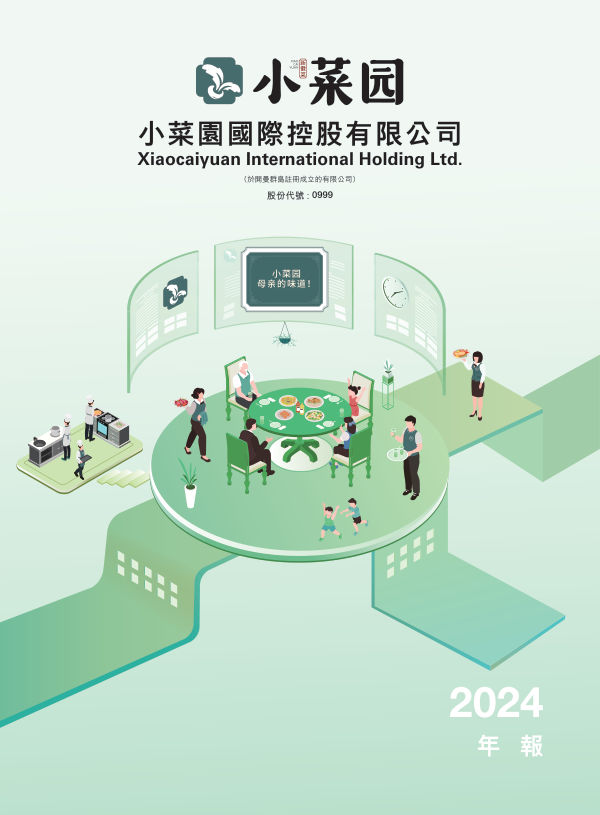 小菜园
小菜園國際控股有限公司
Xiaocaiyuan International Holding Ltd.
（於開曼群島註冊成立的有限公司）
股份代號 : 0999
小菜园
母亲的味道！
2024
年 報